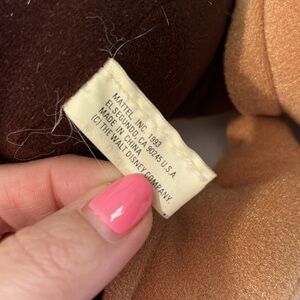 MATTEL, INC. 1993
EL SEGUNDO, CA 90245 U.S.A.
MADE IN CHINA
(C) THE WALT DISNEY COMPANY.